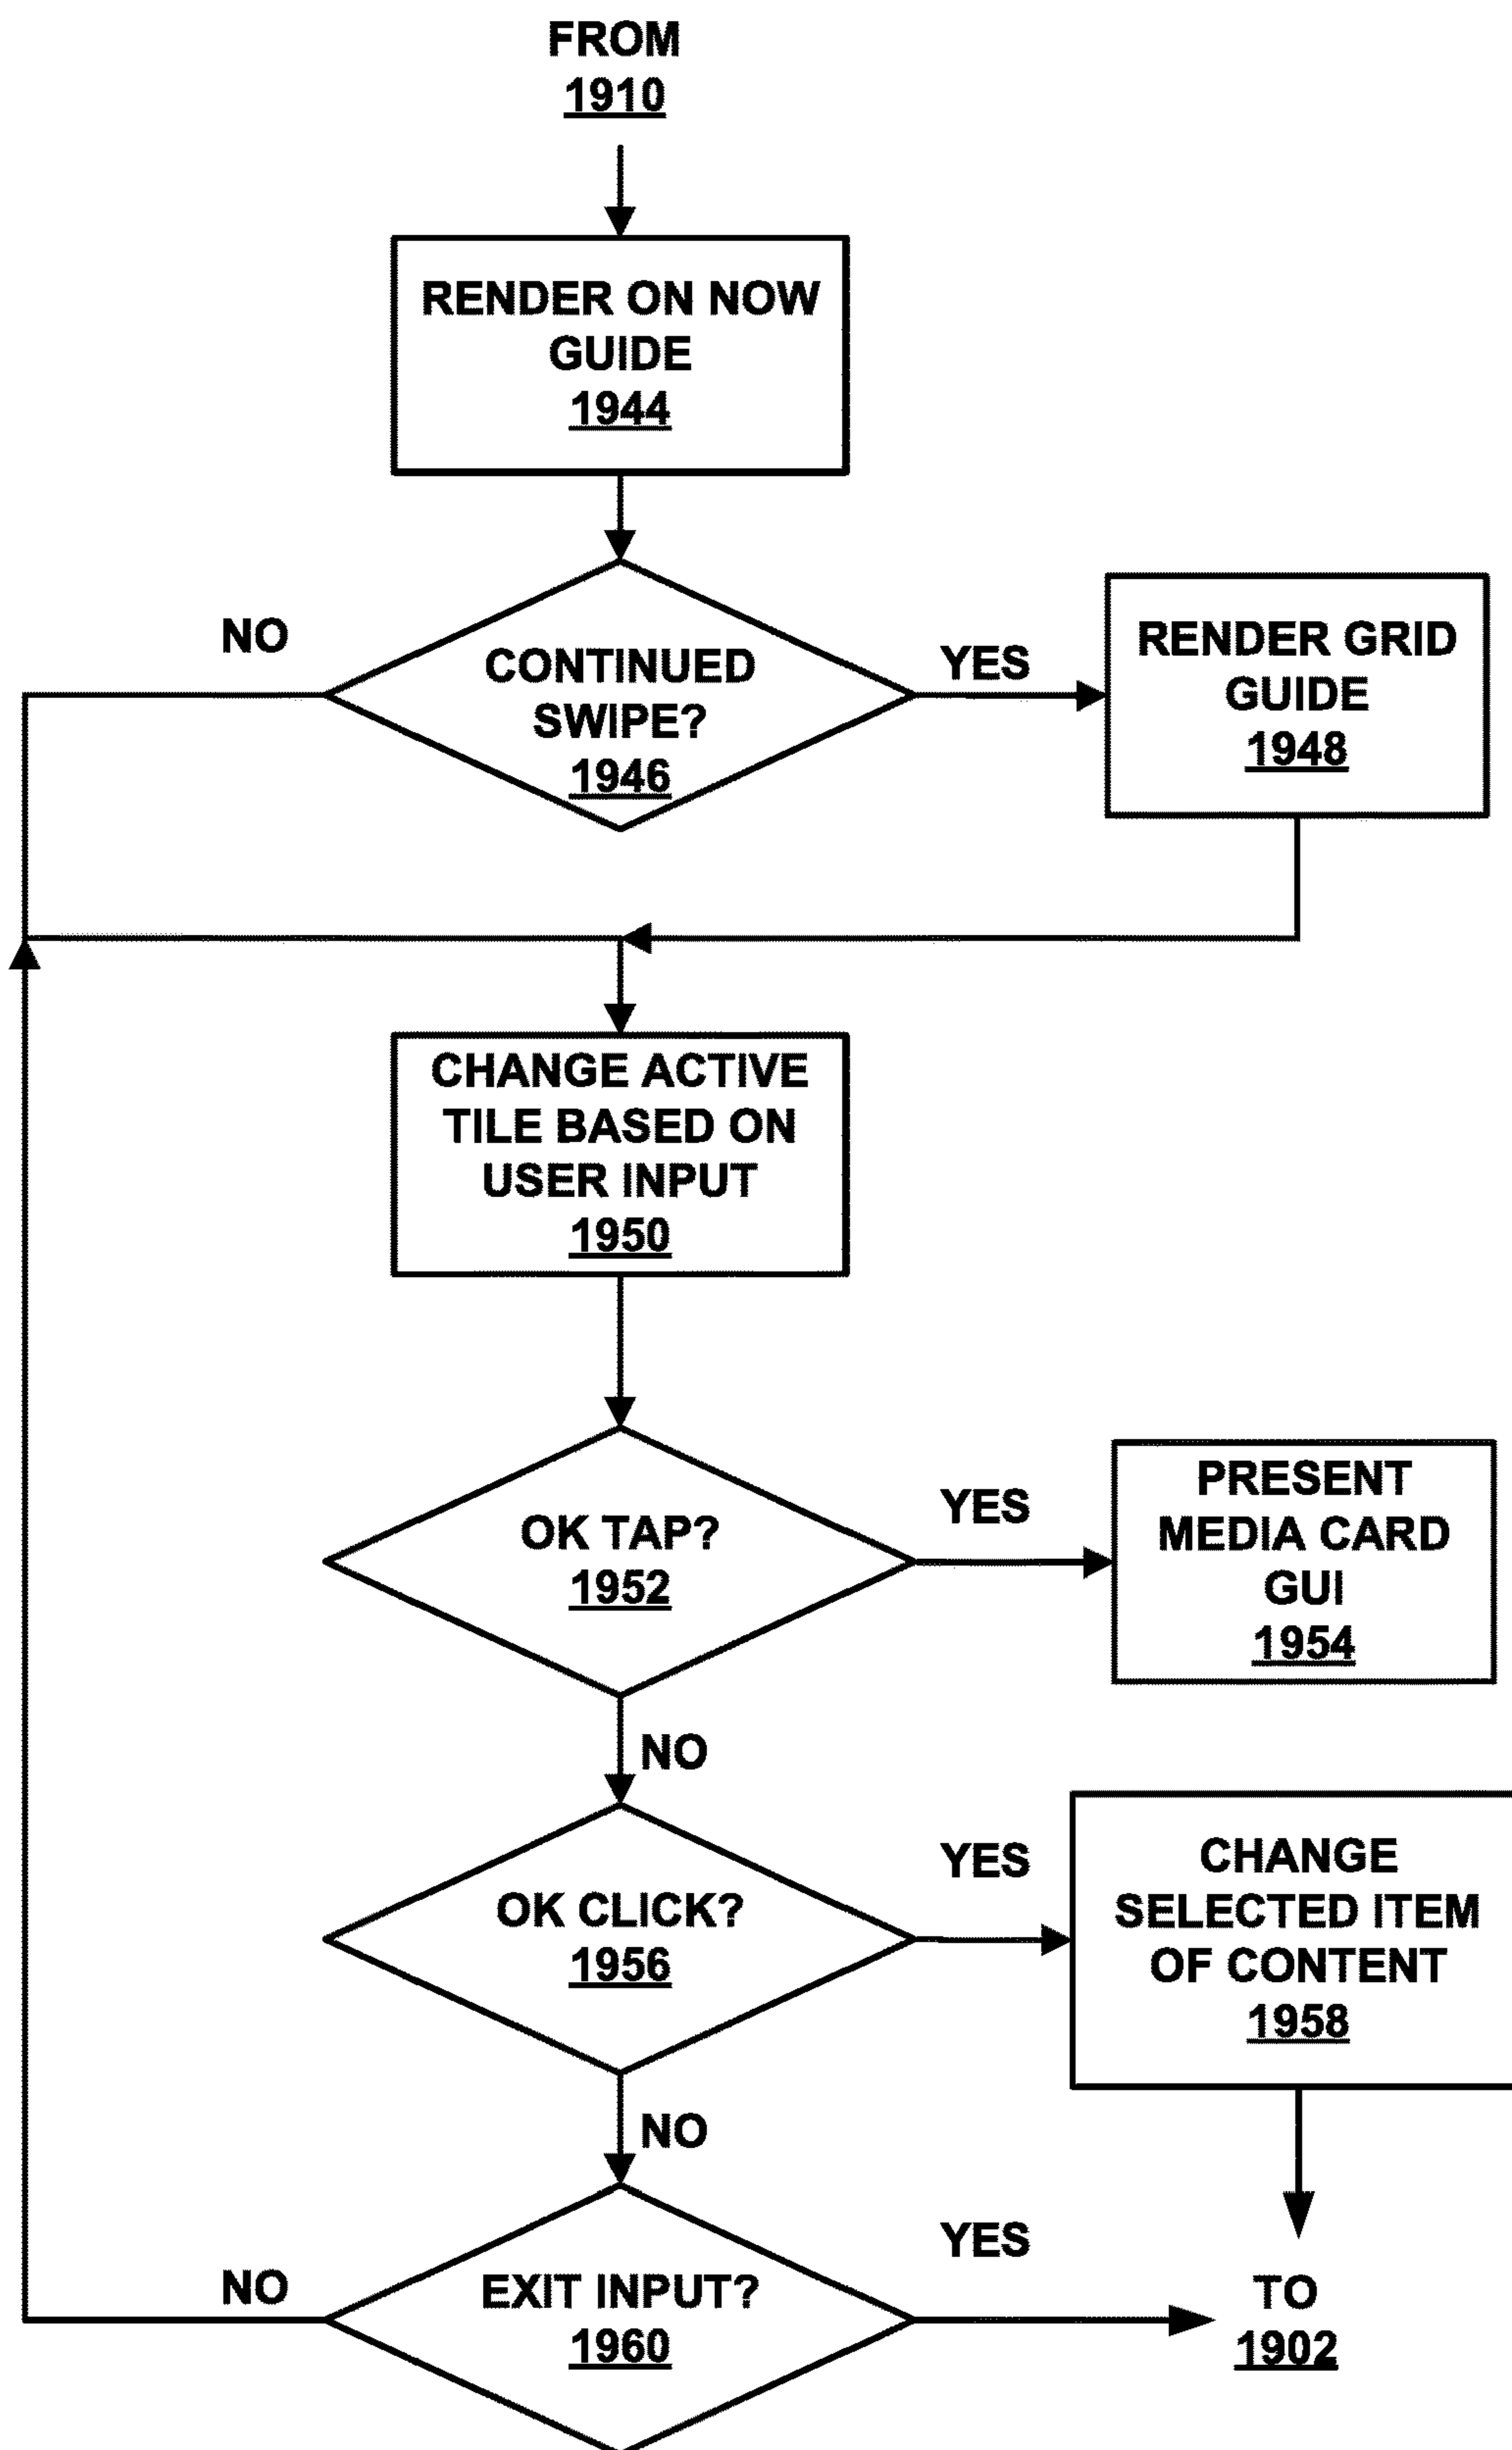 FROM
1910
RENDER ON NOW
GUIDE
1944
NO
CONTINUED
SWIPE?
1946
YES
RENDER GRID
GUIDE
1948
CHANGE ACTIVE
TILE BASED ON
USER INPUT
1950
OK TAP?
1952
YES
PRESENT
MEDIA CARD
GUI
1954
NO
OK CLICK?
1956
YES
CHANGE
SELECTED ITEM
OF CONTENT
1958
NO
NO
EXIT INPUT?
1960
YES
TO
1902